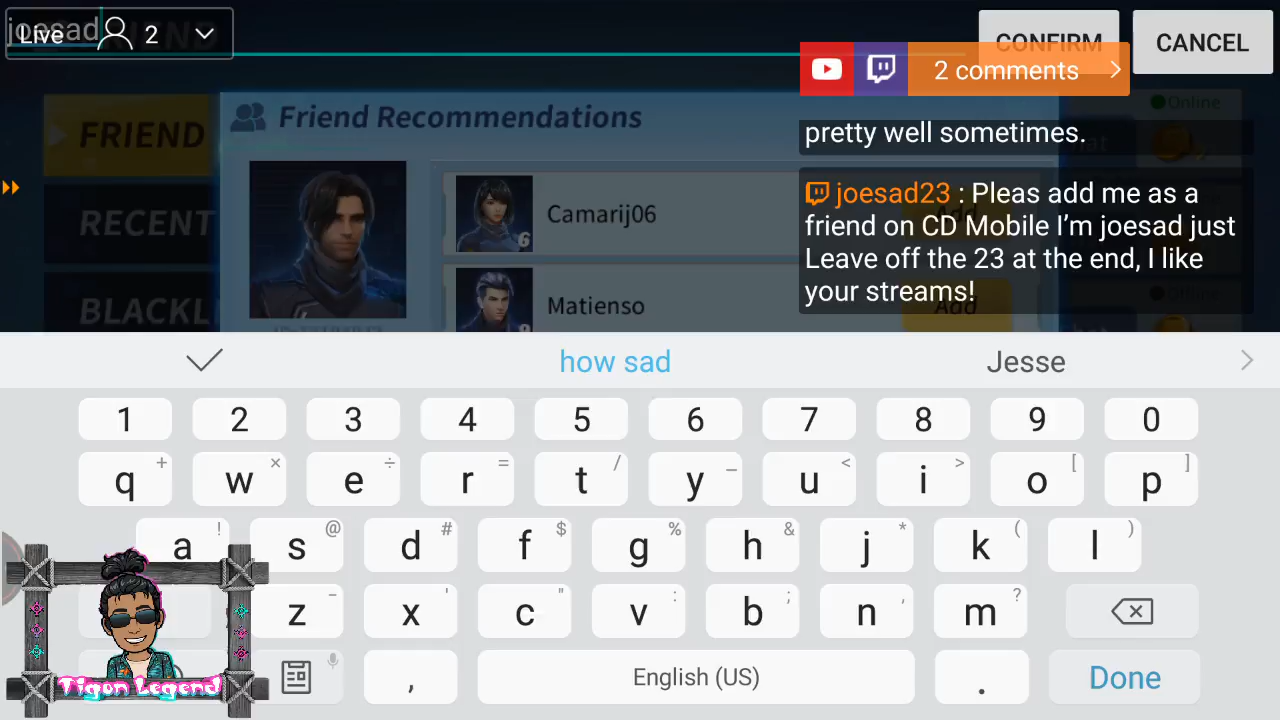 joesad
Live 2
FRIEND
CONFIRM
CANCEL
2 comments
FRIEND
Friend Recommendations
Online
pretty well sometimes.
RECENT
Camarij06
6
joesad23 : Pleas add me as a
friend on CD Mobile I'm joesad just
Leave off the 23 at the end, I like
your streams!
BLACKL
Matienso
Add
how sad
Jesse
1 2 3 4 5 6 7 8 9 0
q + w × e ÷ r = t / y _ u < i > o [ p ]
a ! s @ d # f $ g % h & j * k ( l )
z - x ' c " v : b ; n , m ?
, English (US) . Done
Tigon Legend